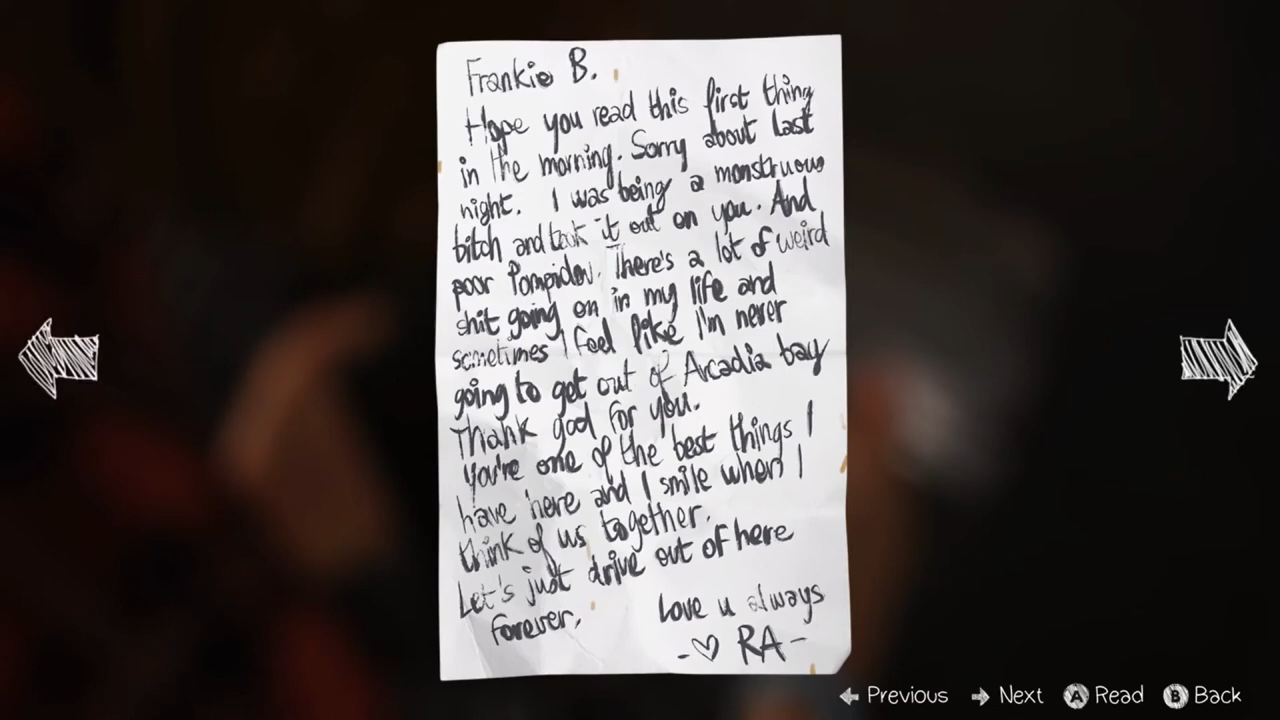 Frankie B.
Hope you read this first thing
in the morning. Sorry about Last
night. I was being a monstruous
bitch and took it out on you. And
poor Pompidou. There's a lot of weird
shit going on in my life and
sometimes I feel like I'm never
going to get out of Arcadia bay
Thank god for you.
You're one of the best things I
have here and I smile when I
think of us together.
Let's just drive out of here
forever.
Love u always
-♡ RA-
Previous Next A Read B Back